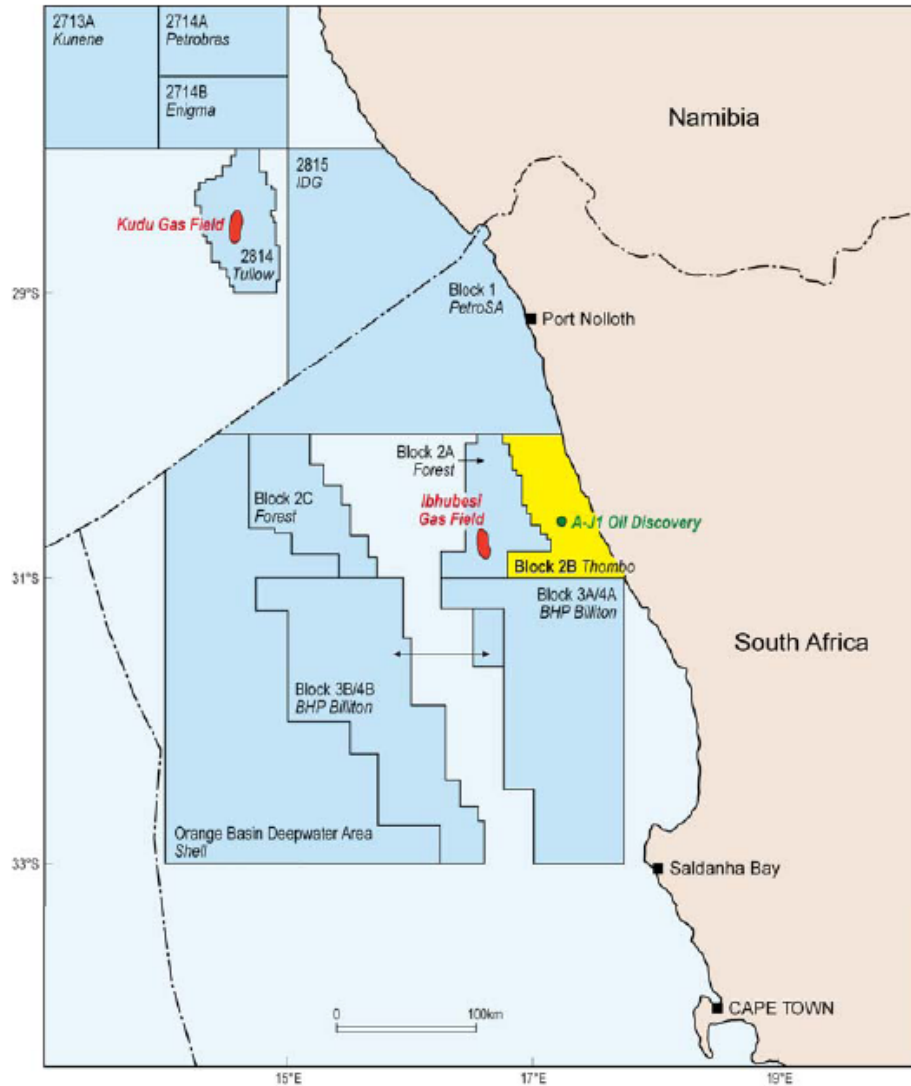 2713A
Kunene
2714A
Petrobras
2714B
Enigma
Namibia
2815
IDG
Kudu Gas Field
2814
Tullow
29°S
Block 1
PetroSA
Port Nolloth
Block 2A
Forest
Block 2C
Forest
Ibhubesi
Gas Field
A-J1 Oil Discovery
Block 2B Thombo
31°S
Block 3A/4A
BHP Billiton
South Africa
Block 3B/4B
BHP Billiton
Orange Basin Deepwater Area
Shell
33°S
Saldanha Bay
0 100km
CAPE TOWN
15°E 17°E 19°E